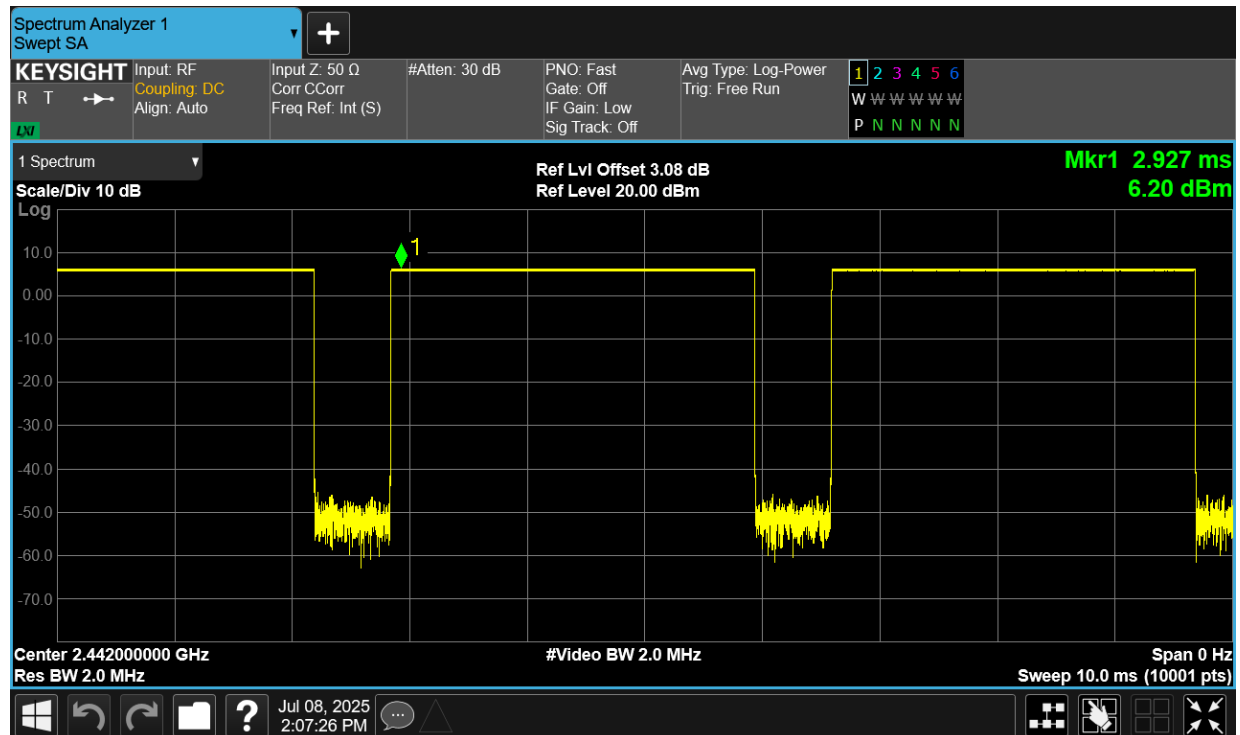 Spectrum Analyzer 1
Swept SA
KEYSIGHT
R T
LXI
Input: RF
Coupling: DC
Align: Auto
Input Z: 50 Ω
Corr CCorr
Freq Ref: Int (S)
#Atten: 30 dB
PNO: Fast
Gate: Off
IF Gain: Low
Sig Track: Off
Avg Type: Log-Power
Trig: Free Run
1 2 3 4 5 6
W W W W W W
P N N N N N
1 Spectrum
Scale/Div 10 dB
Log
Ref Lvl Offset 3.08 dB
Ref Level 20.00 dBm
Mkr1 2.927 ms
6.20 dBm
1
10.0
0.00
-10.0
-20.0
-30.0
-40.0
-50.0
-60.0
-70.0
Center 2.442000000 GHz
Res BW 2.0 MHz
#Video BW 2.0 MHz
Span 0 Hz
Sweep 10.0 ms (10001 pts)
?
Jul 08, 2025
2:07:26 PM